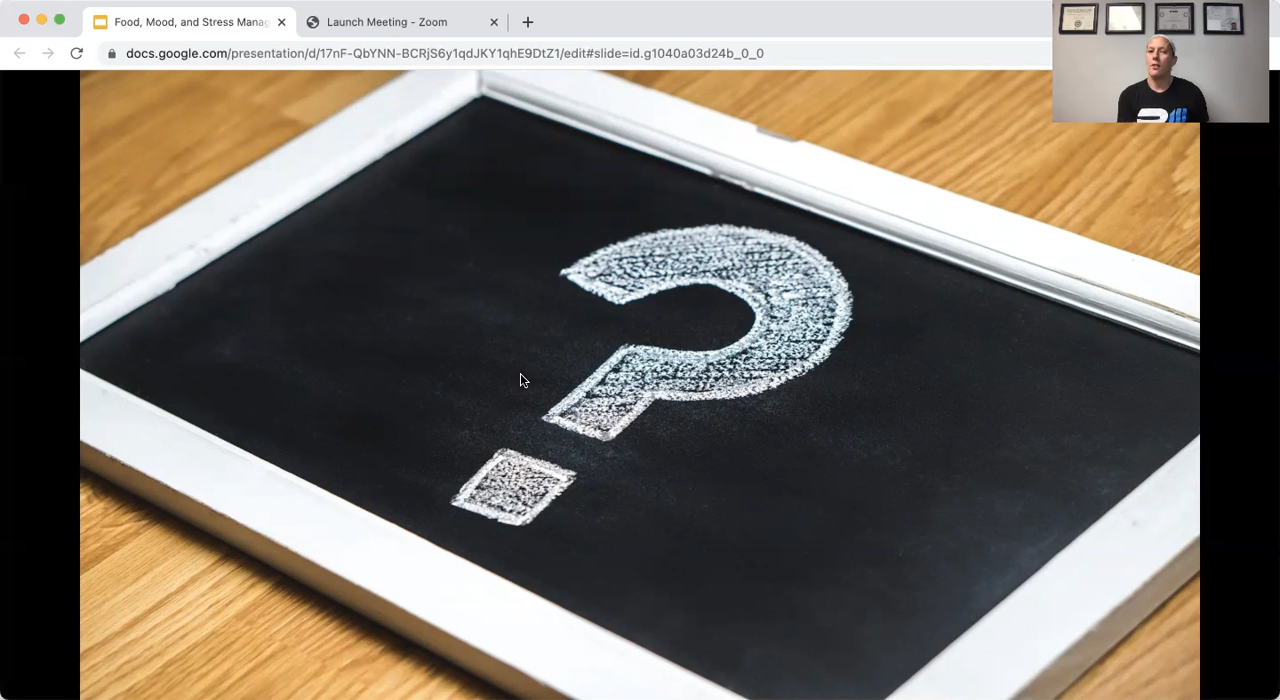 Food, Mood, and Stress Manag
Launch Meeting - Zoom
docs.google.com/presentation/d/17nF-QbYNN-BCRjS6y1qdJKY1qhE9DtZ1/edit#slide=id.g1040a03d24b_0_0
?